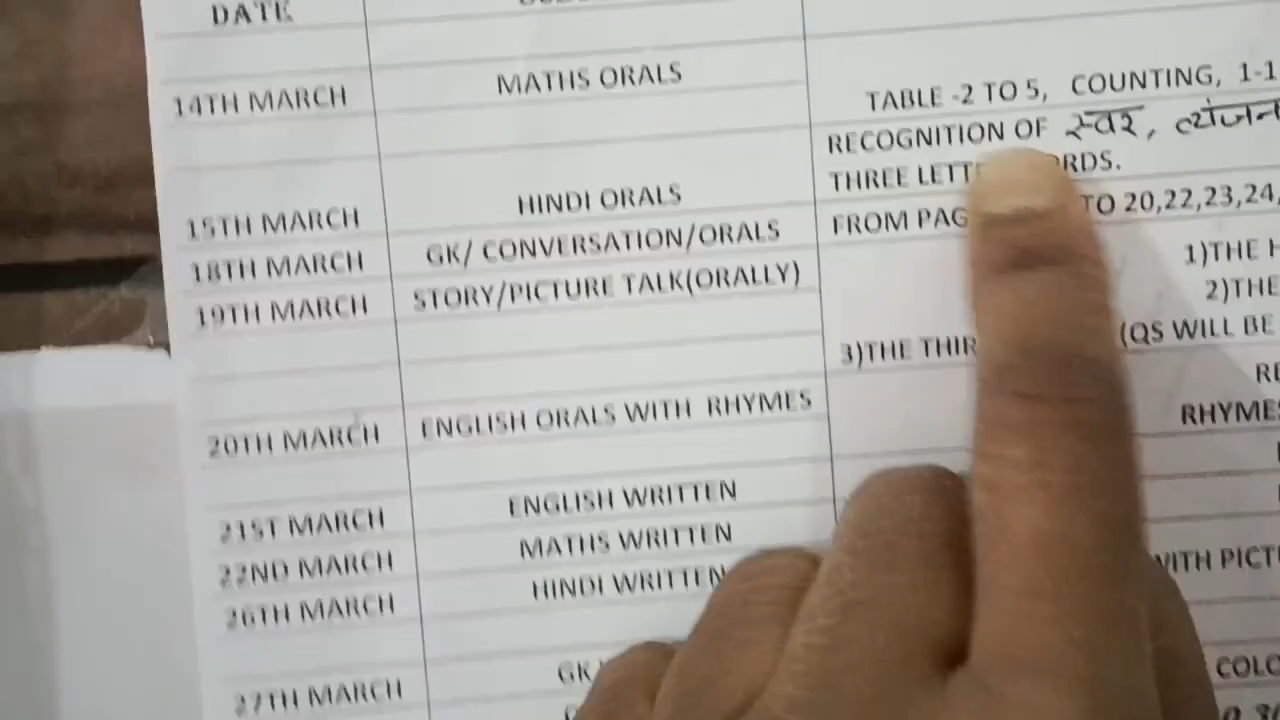 DATE
14TH MARCH MATHS ORALS TABLE -2 TO 5, COUNTING, 1-1
RECOGNITION OF स्वर, व्यंजन
THREE LETT RDS.
15TH MARCH HINDI ORALS
18TH MARCH GK/ CONVERSATION/ORALS FROM PAG TO 20,22,23,24,
19TH MARCH STORY/PICTURE TALK(ORALLY) 1)THE
2)THE
3)THE THIR (QS WILL BE
20TH MARCH ENGLISH ORALS WITH RHYMES
RHYMES
21ST MARCH ENGLISH WRITTEN
22ND MARCH MATHS WRITTEN
26TH MARCH HINDI WRITTEN WITH PICT
27TH MARCH GK COLO